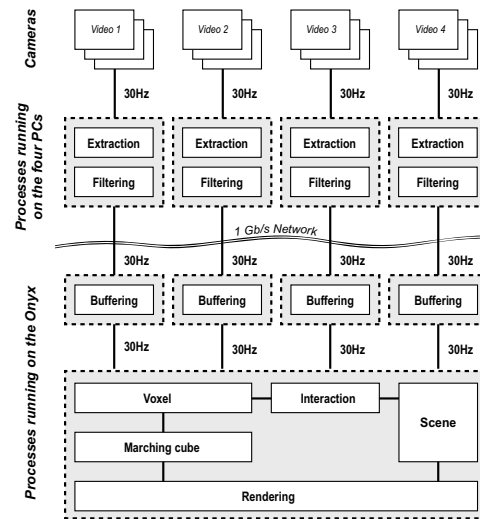 Cameras
Video 1
Video 2
Video 3
Video 4
30Hz
30Hz
30Hz
30Hz
Processes running
on the four PCs
Extraction
Extraction
Extraction
Extraction
Filtering
Filtering
Filtering
Filtering
1 Gb/s Network
30Hz
30Hz
30Hz
30Hz
Processes running on the Onyx
Buffering
Buffering
Buffering
Buffering
30Hz
30Hz
30Hz
30Hz
Voxel
Interaction
Scene
Marching cube
Rendering